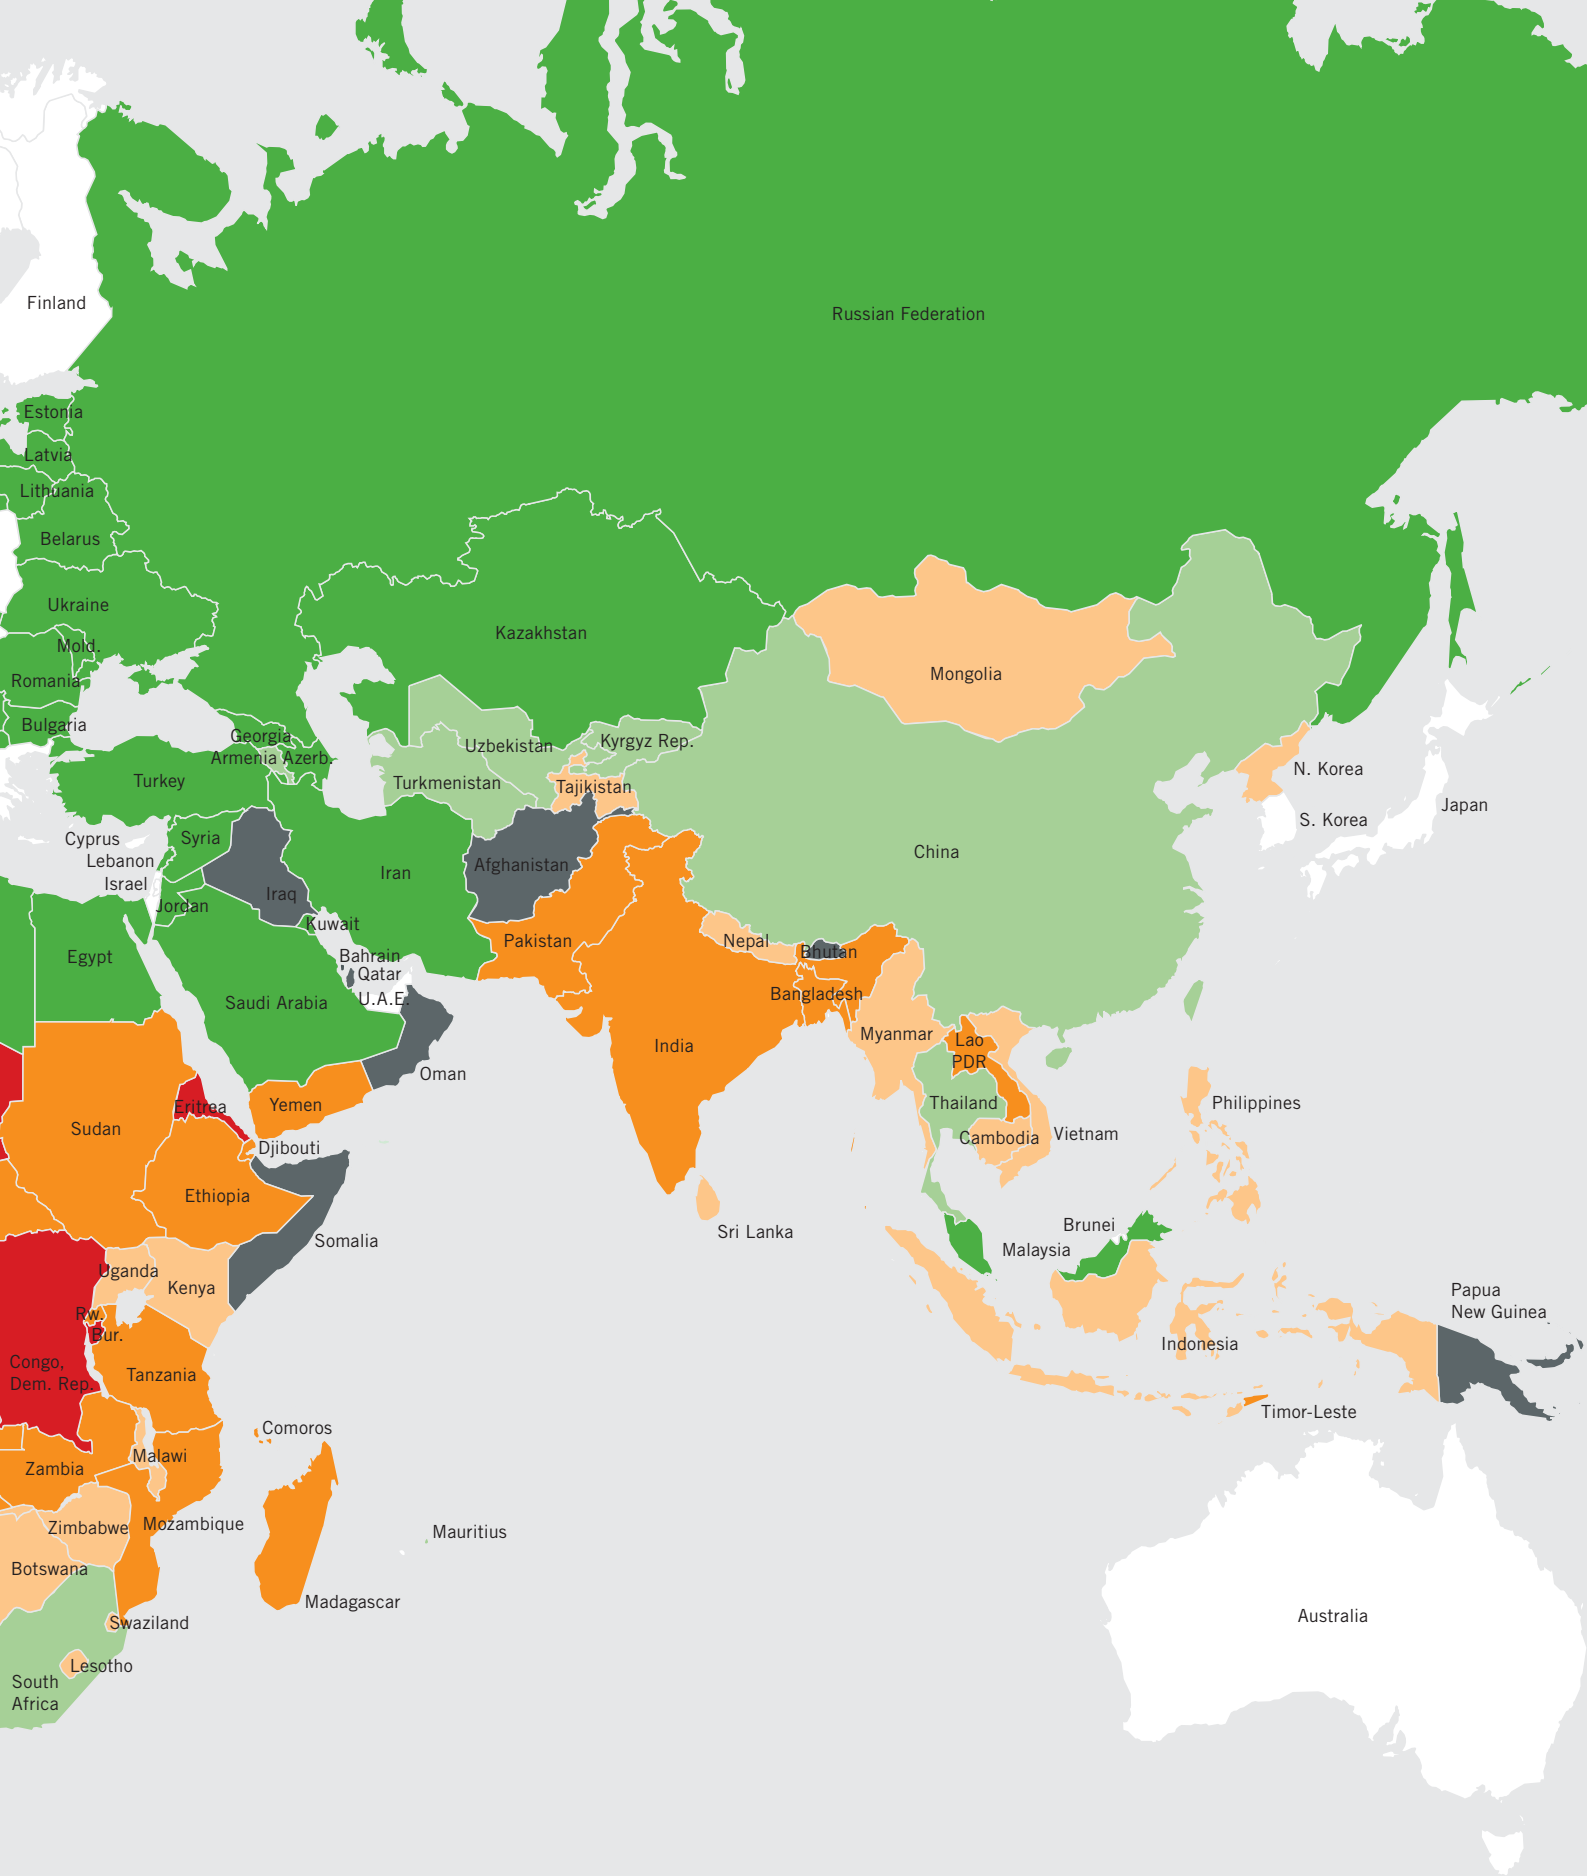 Finland
Russian Federation
Estonia
Latvia
Lithuania
Belarus
Ukraine
Kazakhstan
Mold.
Mongolia
Romania
Bulgaria
Georgia
Kyrgyz Rep.
Uzbekistan
Armenia Azerb.
N. Korea
Turkey
Turkmenistan
Tajikistan
Japan
S. Korea
Cyprus
Syria
China
Lebanon
Afghanistan
Iran
Israel
Iraq
Jordan
Kuwait
Pakistan
Nepal
Bhutan
Egypt
Bahrain
Qatar
Bangladesh
U.A.E.
Saudi Arabia
Myanmar
Lao
PDR
India
Oman
Eritrea
Yemen
Thailand
Philippines
Sudan
Djibouti
Cambodia
Vietnam
Ethiopia
Brunei
Sri Lanka
Somalia
Malaysia
Uganda
Kenya
Papua
New Guinea
Rw.
Bur.
Indonesia
Congo,
Dem. Rep.
Tanzania
Timor-Leste
Comoros
Malawi
Zambia
Zimbabwe
Mozambique
Mauritius
Botswana
Madagascar
Australia
Swaziland
Lesotho
South
Africa